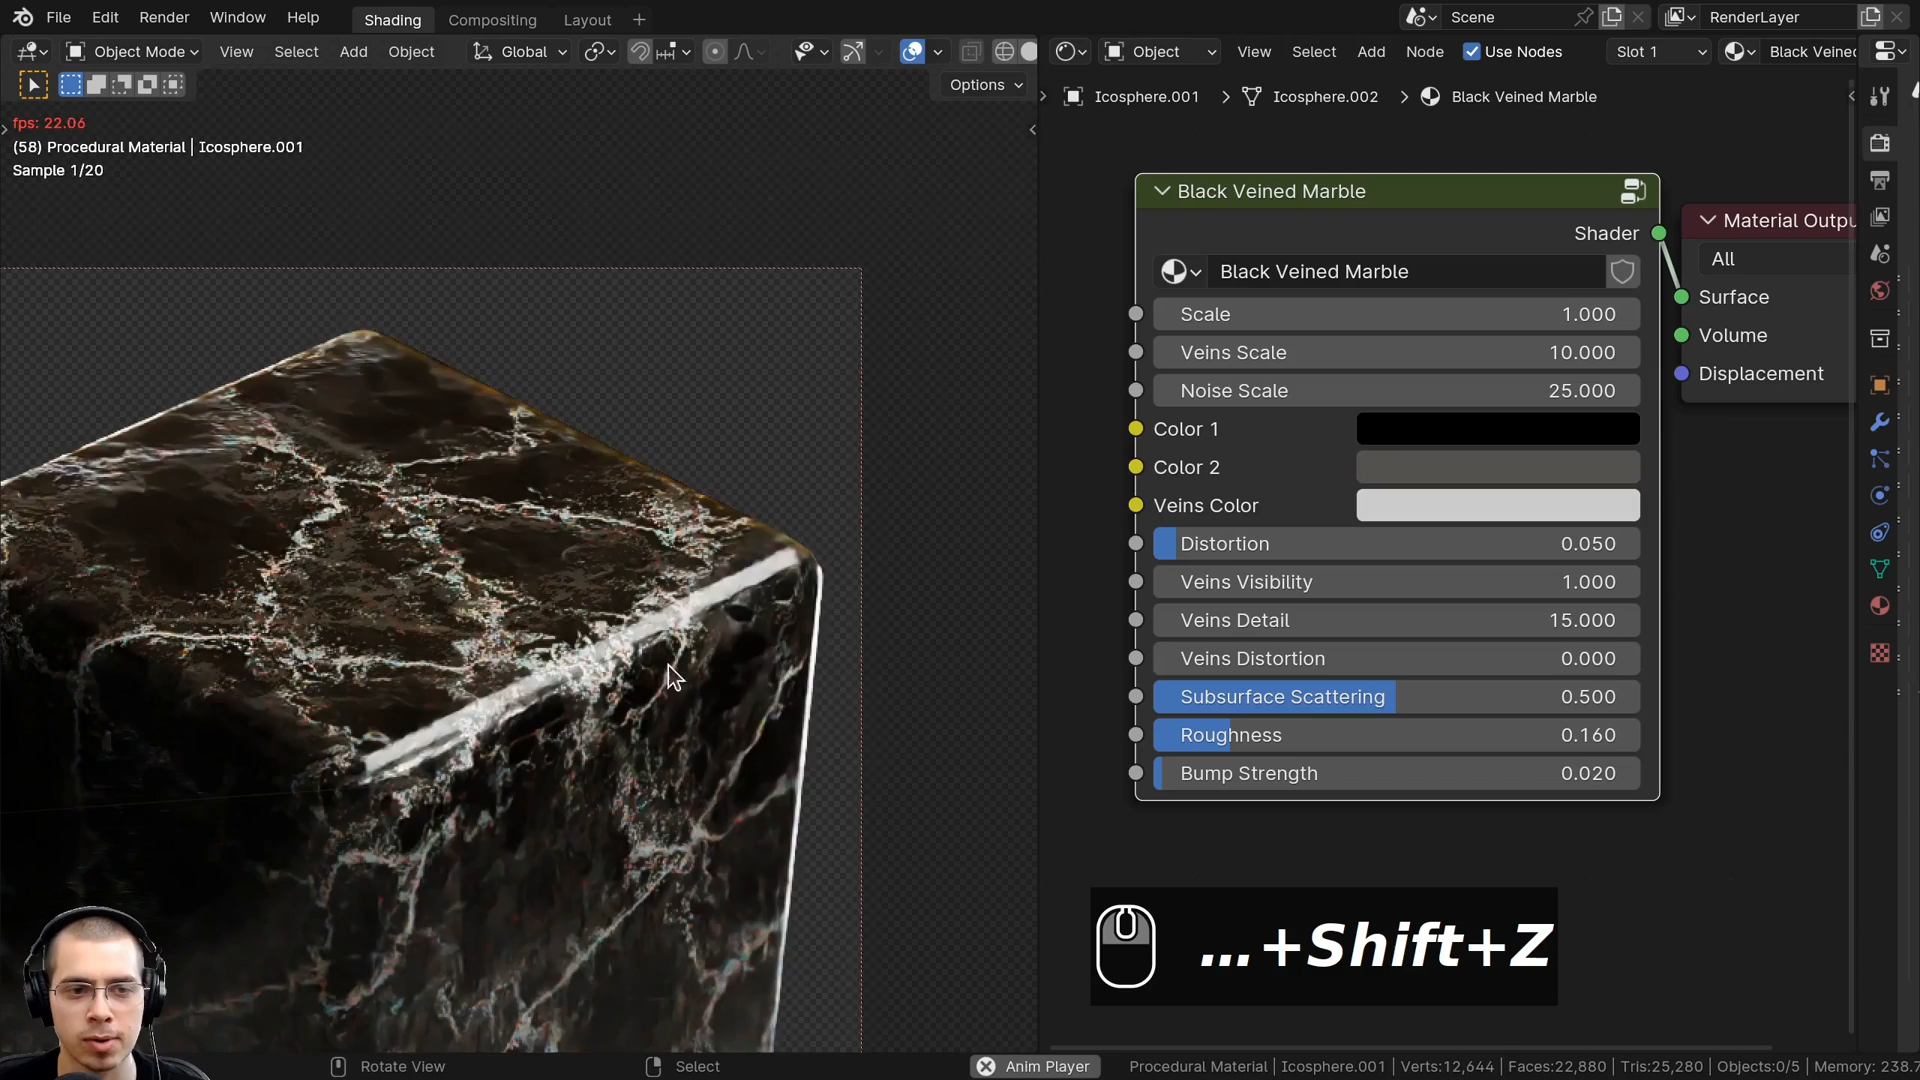 File Edit Render Window Help Shading Compositing Layout + Scene RenderLayer
Object Mode View Select Add Object Global Object View Select Add Node Use Nodes Slot 1 Black Veined
Options
Icosphere.001 > Icosphere.002 > Black Veined Marble
fps: 22.06
(58) Procedural Material | Icosphere.001
Sample 1/20
Black Veined Marble
Shader
Black Veined Marble
Scale 1.000
Veins Scale 10.000
Noise Scale 25.000
Color 1
Color 2
Veins Color
Distortion 0.050
Veins Visibility 1.000
Veins Detail 15.000
Veins Distortion 0.000
Subsurface Scattering 0.500
Roughness 0.160
Bump Strength 0.020
Material Outpu
All
Surface
Volume
Displacement
...+Shift+Z
Rotate View Select Anim Player Procedural Material | Icosphere.001 | Verts:12,644 | Faces:22,880 | Tris:25,280 | Objects:0/5 | Memory: 238.7